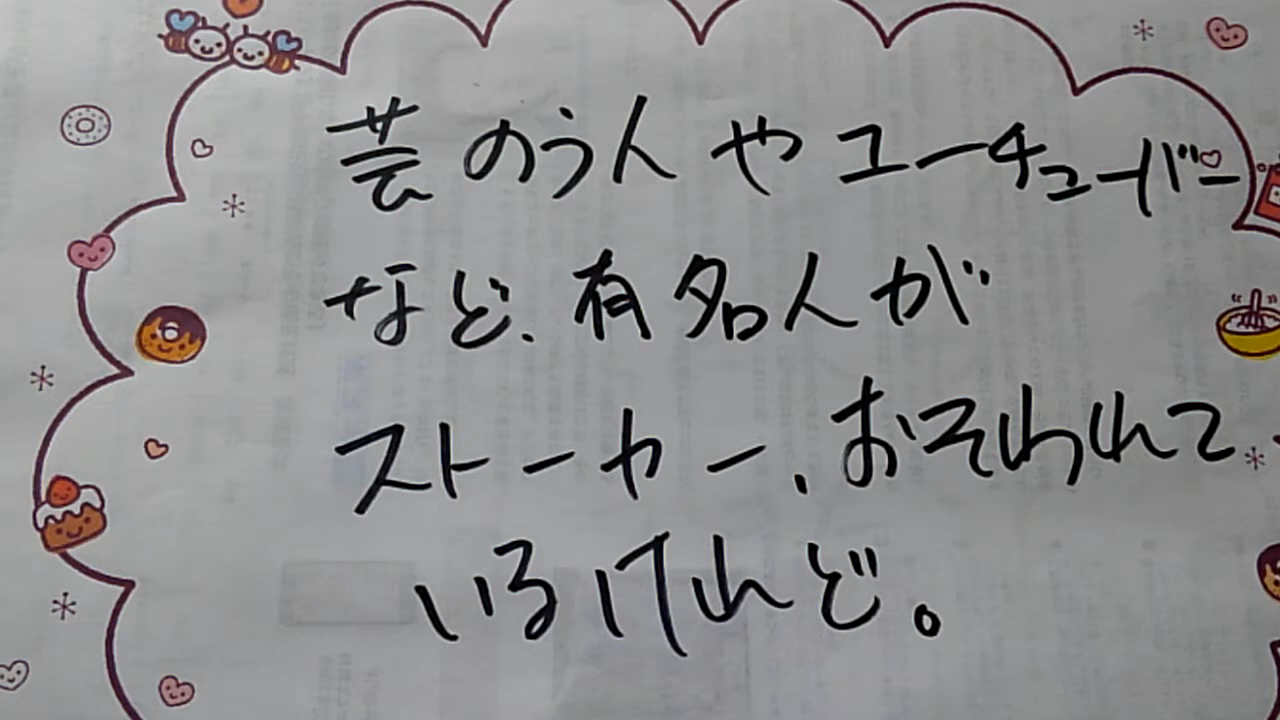 芸のう人やユーチューバー
など、有名人が
ストーカー、おそわれて
いるけれど。